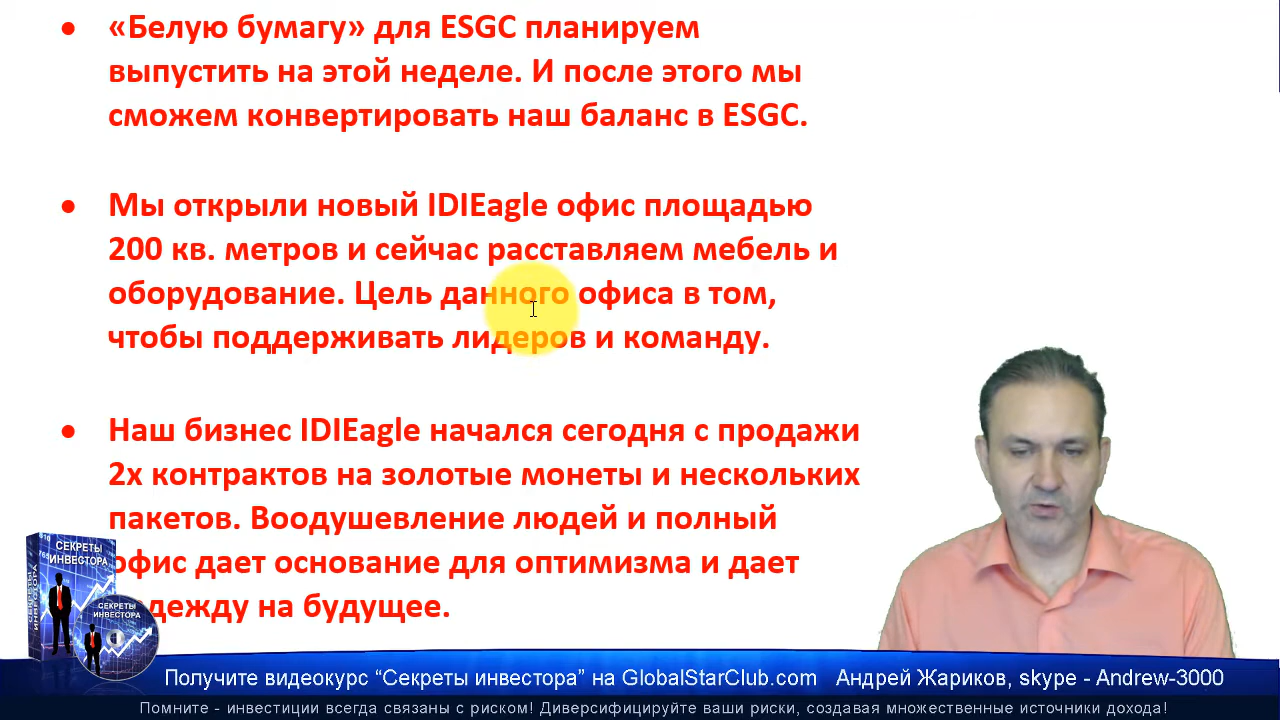 • «Белую бумагу» для ESGC планируем
выпустить на этой неделе. И после этого мы
сможем конвертировать наш баланс в ESGC.
• Мы открыли новый IDIEagle офис площадью
200 кв. метров и сейчас расставляем мебель и
оборудование. Цель данного офиса в том,
чтобы поддерживать лидеров и команду.
• Наш бизнес IDIEagle начался сегодня с продажи
2х контрактов на золотые монеты и нескольких
пакетов. Воодушевление людей и полный
офис дает основание для оптимизма и дает
дежду на будущее.
СЕКРЕТЫ
ИНВЕСТОРА
СЕКРЕТЫ
ИНВЕСТОРА
Получите видеокурс “Секреты инвестора” на GlobalStarClub.com Андрей Жариков, skype - Andrew-3000
Помните - инвестиции всегда связаны с риском! Диверсифицируйте ваши риски, создавая множественные источники дохода!